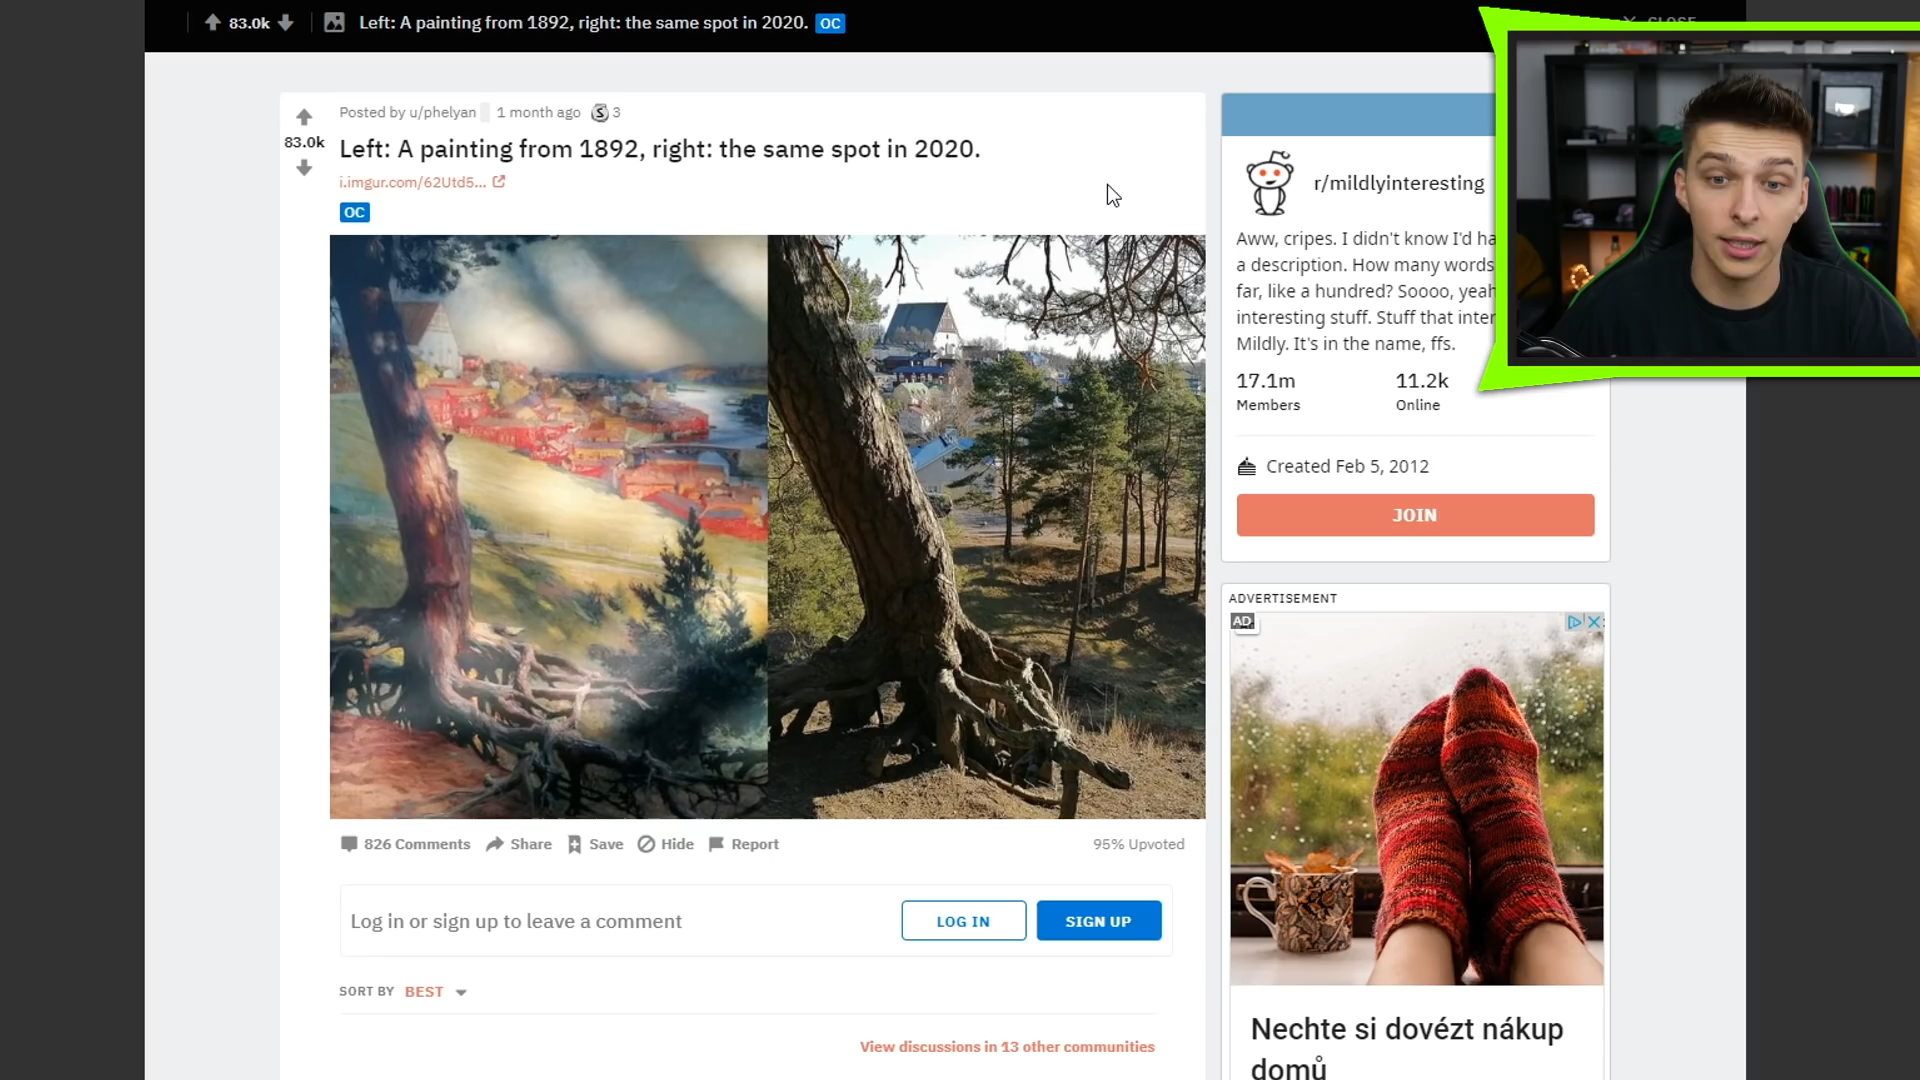 83.0k
Left: A painting from 1892, right: the same spot in 2020.
OC
CLOSE
Posted by u/phelyan
1 month ago
3
83.0k
Left: A painting from 1892, right: the same spot in 2020.
i.imgur.com/62Utd5...
OC
826 Comments
Share
Save
Hide
Report
95% Upvoted
Log in or sign up to leave a comment
LOG IN
SIGN UP
SORT BY BEST
View discussions in 13 other communities
r/mildlyinteresting
Aww, cripes. I didn't know I'd ha
a description. How many words
far, like a hundred? Soooo, yeah
interesting stuff. Stuff that inter
Mildly. It's in the name, ffs.
17.1m
Members
11.2k
Online
Created Feb 5, 2012
JOIN
ADVERTISEMENT
AD
Nechte si dovézt nákup
domů